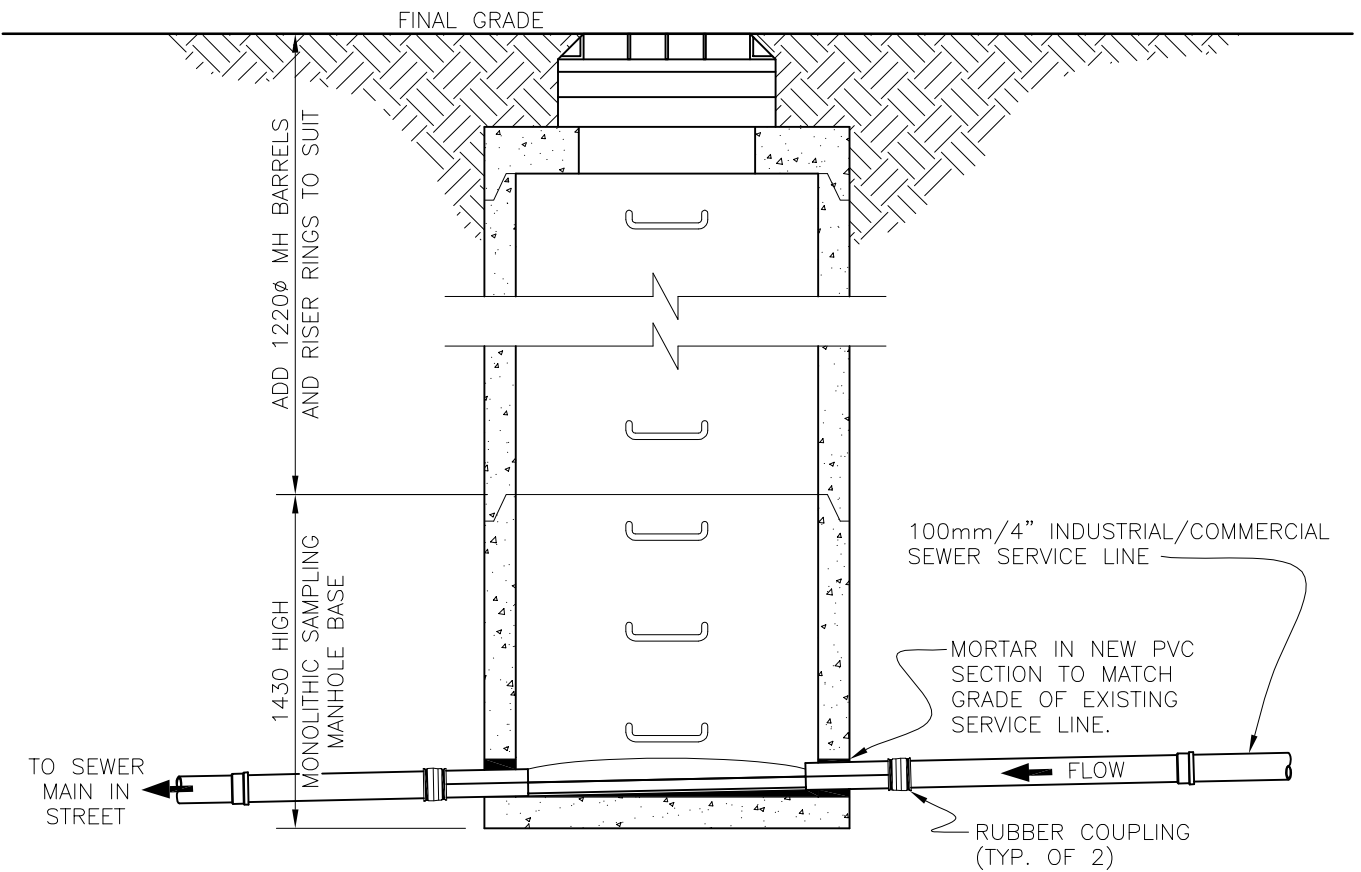 FINAL GRADE
ADD 1220ø MH BARRELS
AND RISER RINGS TO SUIT
1430 HIGH
MONOLITHIC SAMPLING
MANHOLE BASE
100mm/4" INDUSTRIAL/COMMERCIAL
SEWER SERVICE LINE
MORTAR IN NEW PVC
SECTION TO MATCH
GRADE OF EXISTING
SERVICE LINE.
FLOW
TO SEWER
MAIN IN
STREET
RUBBER COUPLING
(TYP. OF 2)